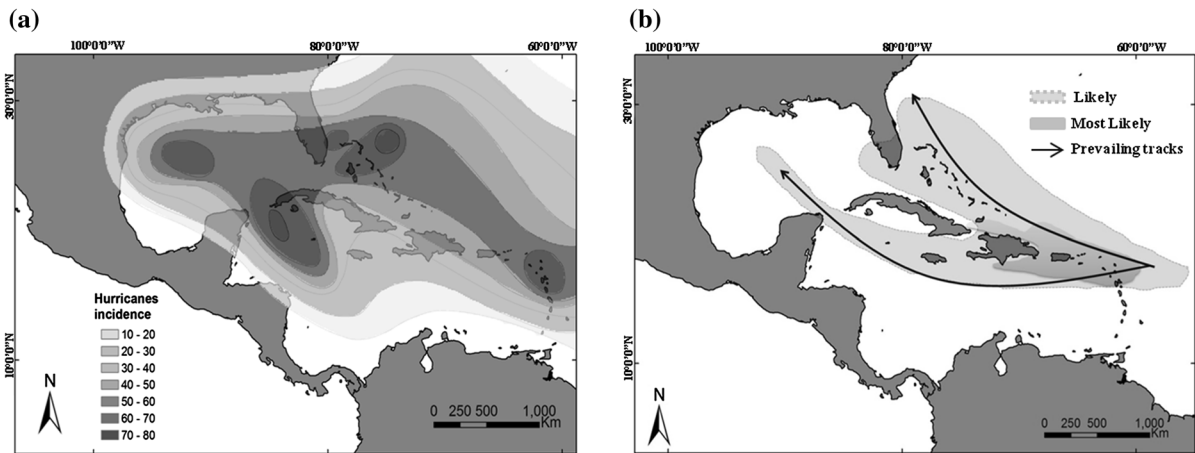 (a)
100°0'0"W 80°0'0"W 60°0'0"W
30°0'0"N
10°0'0"N
Hurricanes
incidence
10 - 20
20 - 30
30 - 40
40 - 50
50 - 60
60 - 70
70 - 80
N
0 250 500 1,000
Km
(b)
100°0'0"W 80°0'0"W 60°0'0"W
30°0'0"N
10°0'0"N
Likely
Most Likely
Prevailing tracks
N
0 250 500 1,000
Km